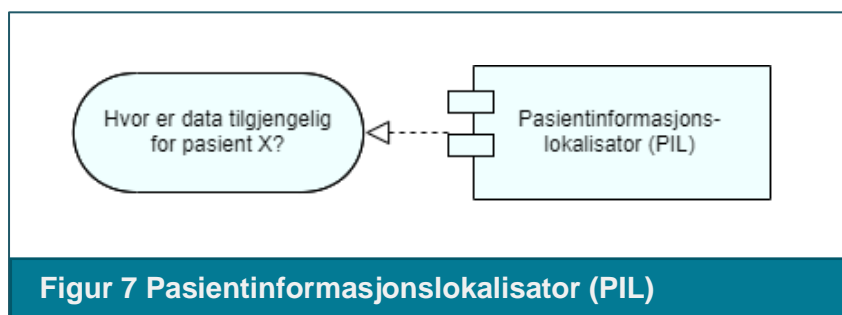 Hvor er data tilgjengelig
for pasient X?
Pasientinformasjons-
lokalisator (PIL)
Figur 7 Pasientinformasjonslokalisator (PIL)